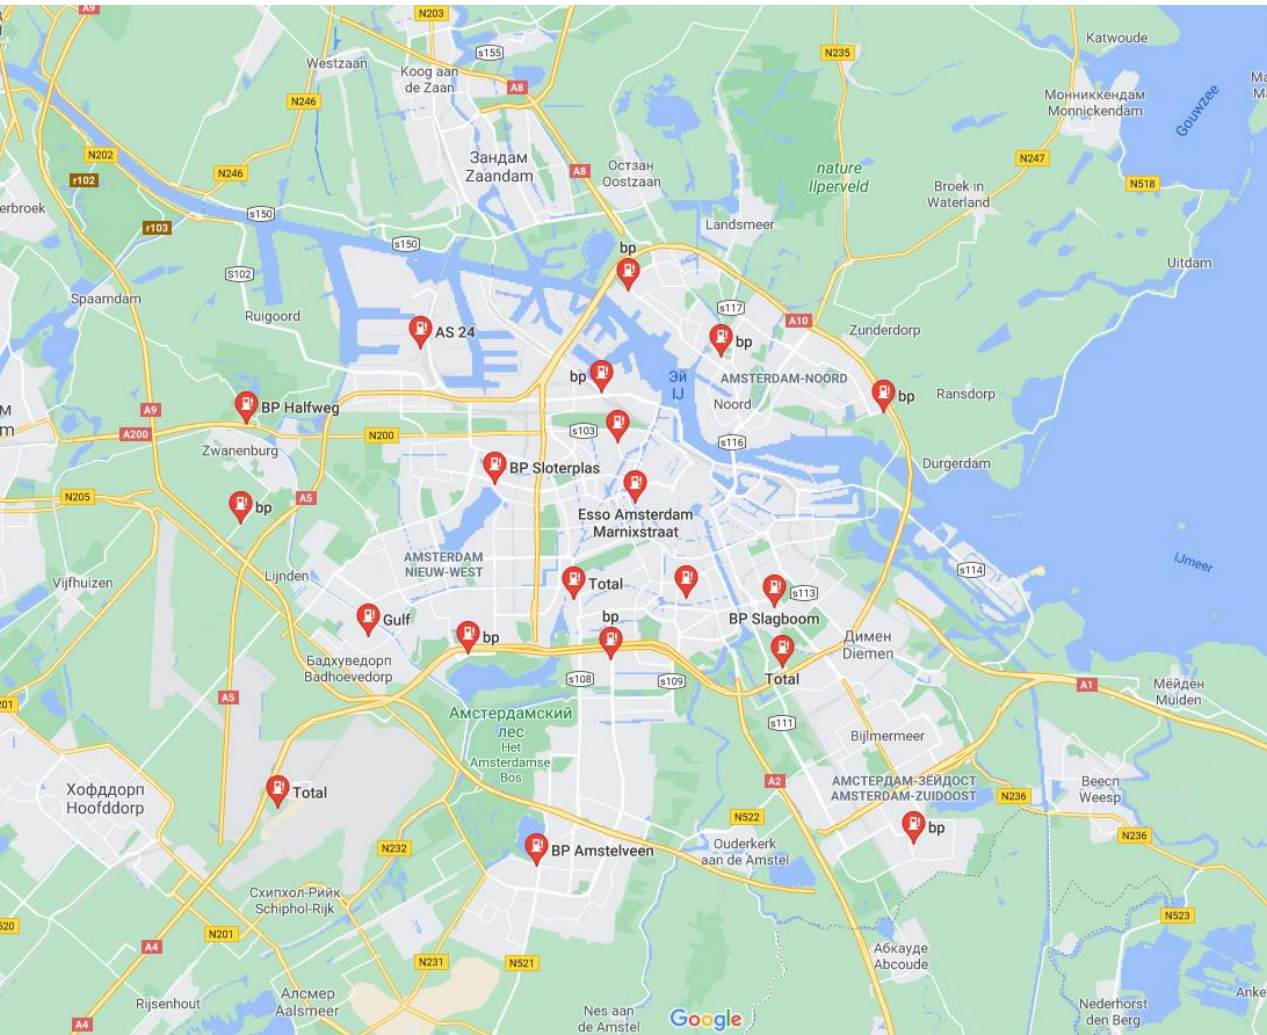 A9
N203
Katwoude
s155
N235
Westzaan
Koog aan
de Zaan
A8
N246
Монниккендам
Monnickendam
Gouwzee
N202
N246
Зандам
Zaandam
A8
Остзан
Oostzaan
nature
Ilperveld
N247
r102
Broek in
Waterland
N518
erbroek
r103
s150
s150
Landsmeer
bp
S102
Uitdam
Spaarndam
Ruigoord
s117
A10
AS 24
bp
Zunderdorp
bp
Эй
IJ
AMSTERDAM-NOORD
Ransdorp
bp
BP Halfweg
A9
Noord
A200
N200
s103
s116
Zwanenburg
BP Sloterplas
Durgerdam
N205
A5
bp
Esso Amsterdam
Marnixstraat
AMSTERDAM
NIEUW-WEST
IJmeer
Vijfhuizen
Lijnden
Total
s114
s113
Gulf
bp
BP Slagboom
bp
Димен
Diemen
Бадхуведорп
Badhoevedorp
s108
s109
Total
A1
Мёйден
Muiden
A5
201
Амстердамский
лес
Het
Amsterdamse
Bos
s111
Bijlmermeer
Хофддорп
Hoofddorp
Total
A2
АМСТЕРДАМ-ЗЕЙДОСТ
AMSTERDAM-ZUIDOOST
N236
Веесп
Weesp
N522
bp
N236
N232
BP Amstelveen
Ouderkerk
aan de Amstel
Схипхол-Рийк
Schiphol-Rijk
N523
520
N201
A4
N231
N521
Абкауде
Abcoude
Алсмер
Aalsmeer
Rijsenhout
Nes aan
de Amstel
Google
Nederhorst
den Berg
Anke
A4